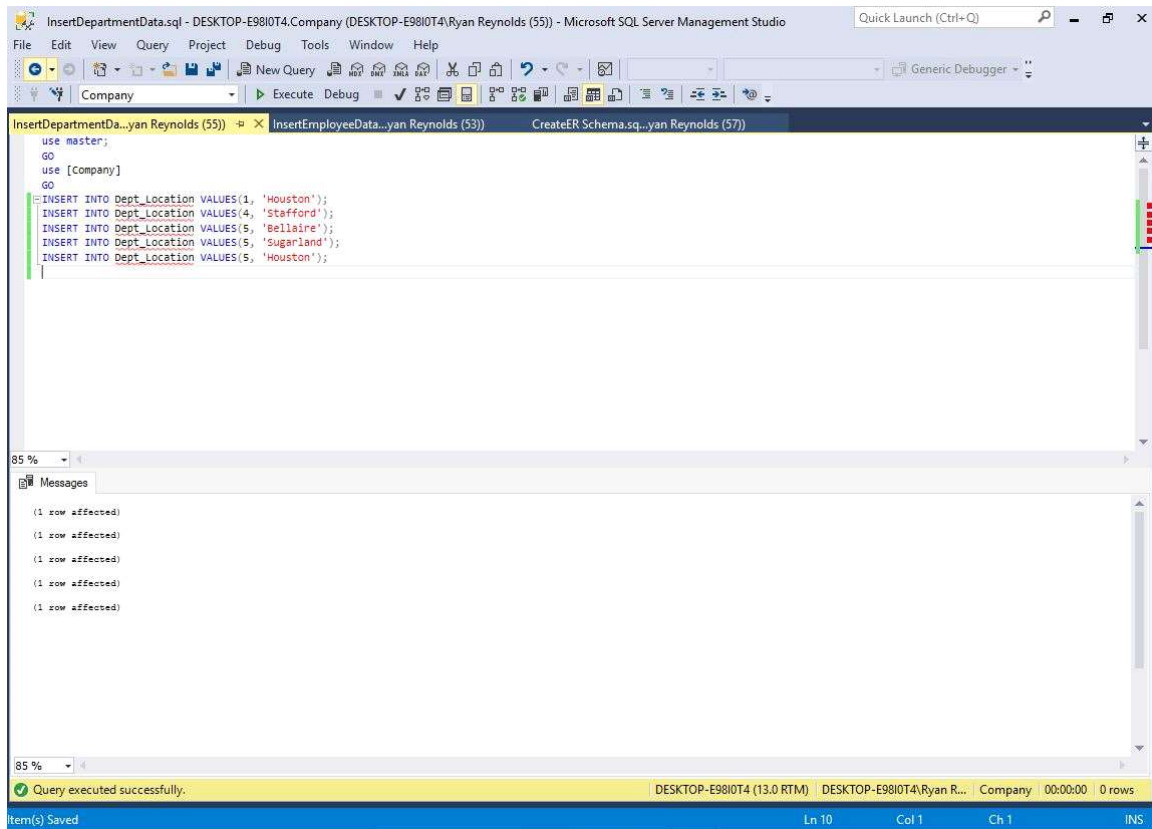 InsertDepartmentData.sql - DESKTOP-E98I0T4.Company (DESKTOP-E98I0T4\Ryan Reynolds (55)) - Microsoft SQL Server Management Studio
Quick Launch (Ctrl+Q)
File Edit View Query Project Debug Tools Window Help
New Query
Generic Debugger
Company
Execute Debug
InsertDepartmentDa...yan Reynolds (55)) InsertEmployeeData...yan Reynolds (53)) CreateER Schema.sq...yan Reynolds (57))
use master;
GO
use [Company]
GO
INSERT INTO Dept_Location VALUES(1, 'Houston');
INSERT INTO Dept_Location VALUES(4, 'Stafford');
INSERT INTO Dept_Location VALUES(5, 'Bellaire');
INSERT INTO Dept_Location VALUES(5, 'Sugarland');
INSERT INTO Dept_Location VALUES(5, 'Houston');
85 %
Messages
(1 row affected)
(1 row affected)
(1 row affected)
(1 row affected)
(1 row affected)
85 %
Query executed successfully.
DESKTOP-E98I0T4 (13.0 RTM) DESKTOP-E98I0T4\Ryan R... Company 00:00:00 0 rows
Item(s) Saved
Ln 10 Col 1 Ch 1 INS